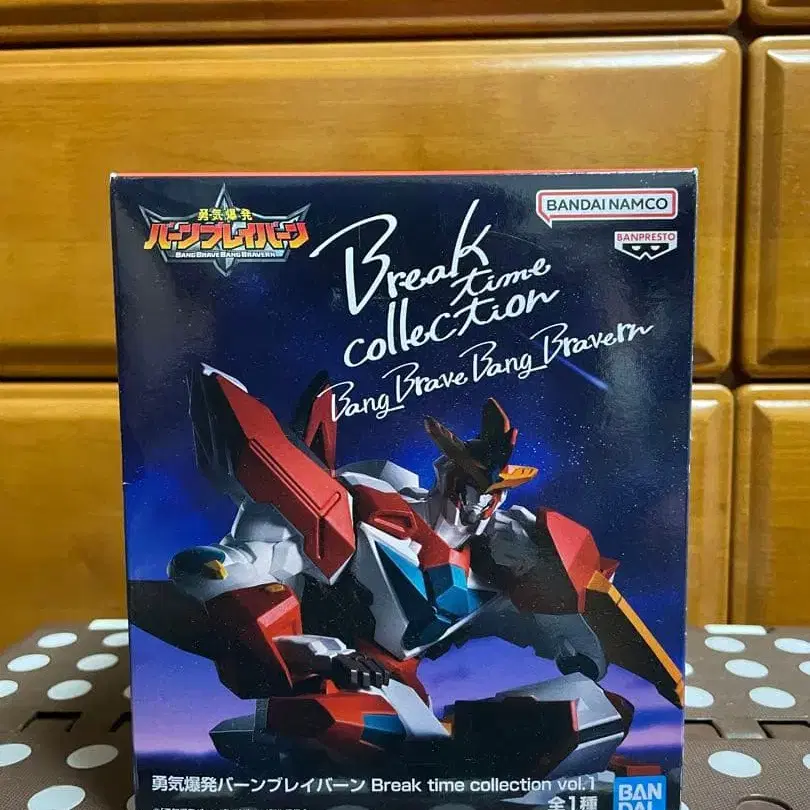 勇気爆発
バーンブレイバーン
BANG BRAVE BANG BRAVERN
Break
time
collection
Bang Brave Bang Bravern
BANDAI NAMCO
BANPRESTO
勇気爆発バーンブレイバーン Break time collection vol.1
全1種
BAN
DAI